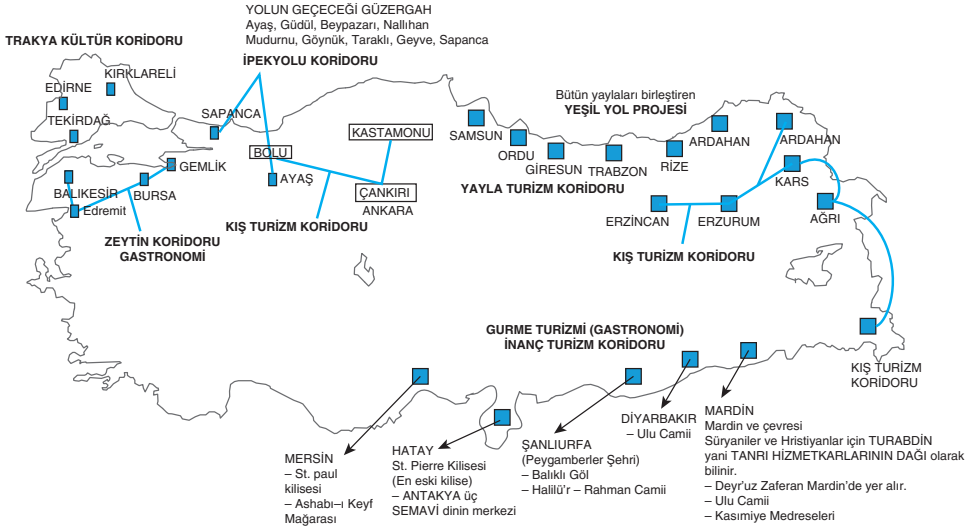 YOLUN GEÇECEĞİ GÜZERGAH
Ayaş, Güdül, Beypazarı, Nallıhan
Mudurnu, Göynük, Taraklı, Geyve, Sapanca
İPEKYOLU KORİDORU
TRAKYA KÜLTÜR KORİDORU
KIRKLARELİ
EDİRNE
TEKİRDAĞ
SAPANCA
GEMLİK
BALIKESİR
BURSA
Edremit
ZEYTİN KORİDORU
GASTRONOMİ
BOLU
AYAŞ
KASTAMONU
ÇANKIRI
ANKARA
KIŞ TURİZM KORİDORU
Bütün yaylaları birleştiren
YEŞİL YOL PROJESİ
SAMSUN
ORDU
GİRESUN
TRABZON
RİZE
ARDAHAN
ARDAHAN
YAYLA TURİZM KORİDORU
KARS
ERZİNCAN
ERZURUM
AĞRI
KIŞ TURİZM KORİDORU
KIŞ TURİZM
KORİDORU
GURME TURİZMİ (GASTRONOMİ)
İNANÇ TURİZM KORİDORU
MERSİN
– St. paul
kilisesi
– Ashabı–ı Keyf
Mağarası
HATAY
St. Pierre Kilisesi
(En eski kilise)
– ANTAKYA üç
SEMAVİ dinin merkezi
ŞANLIURFA
(Peygamberler Şehri)
– Balıklı Göl
– Halilü'r – Rahman Camii
DİYARBAKIR
– Ulu Camii
MARDİN
Mardin ve çevresi
Süryaniler ve Hristiyanlar için TURABDİN
yani TANRI HİZMETKARLARININ DAĞI olarak
bilinir.
– Deyr'uz Zaferan Mardin'de yer alır.
– Ulu Camii
– Kasımiye Medreseleri